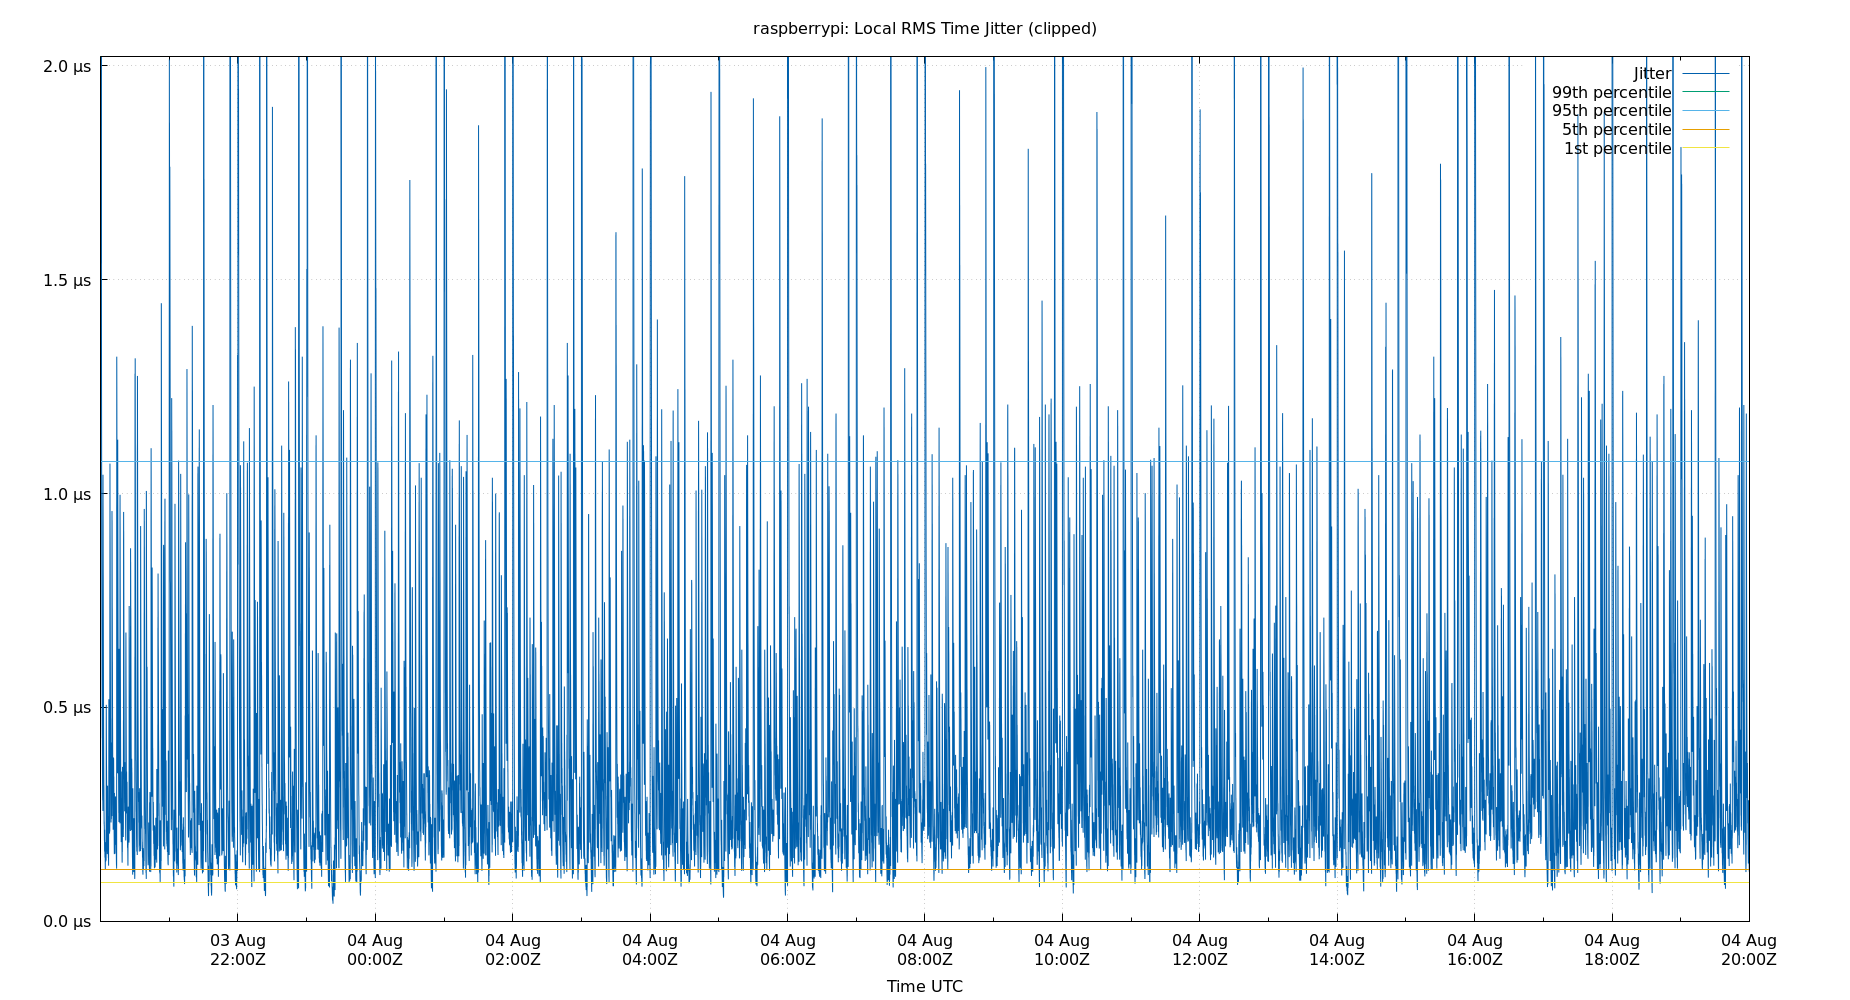 raspberrypi: Local RMS Time Jitter (clipped)
2.0 µs
1.5 µs
1.0 µs
0.5 µs
0.0 µs
Jitter
99th percentile
95th percentile
5th percentile
1st percentile
03 Aug 04 Aug 04 Aug 04 Aug 04 Aug 04 Aug 04 Aug 04 Aug 04 Aug 04 Aug 04 Aug 04 Aug
22:00Z 00:00Z 02:00Z 04:00Z 06:00Z 08:00Z 10:00Z 12:00Z 14:00Z 16:00Z 18:00Z 20:00Z
Time UTC